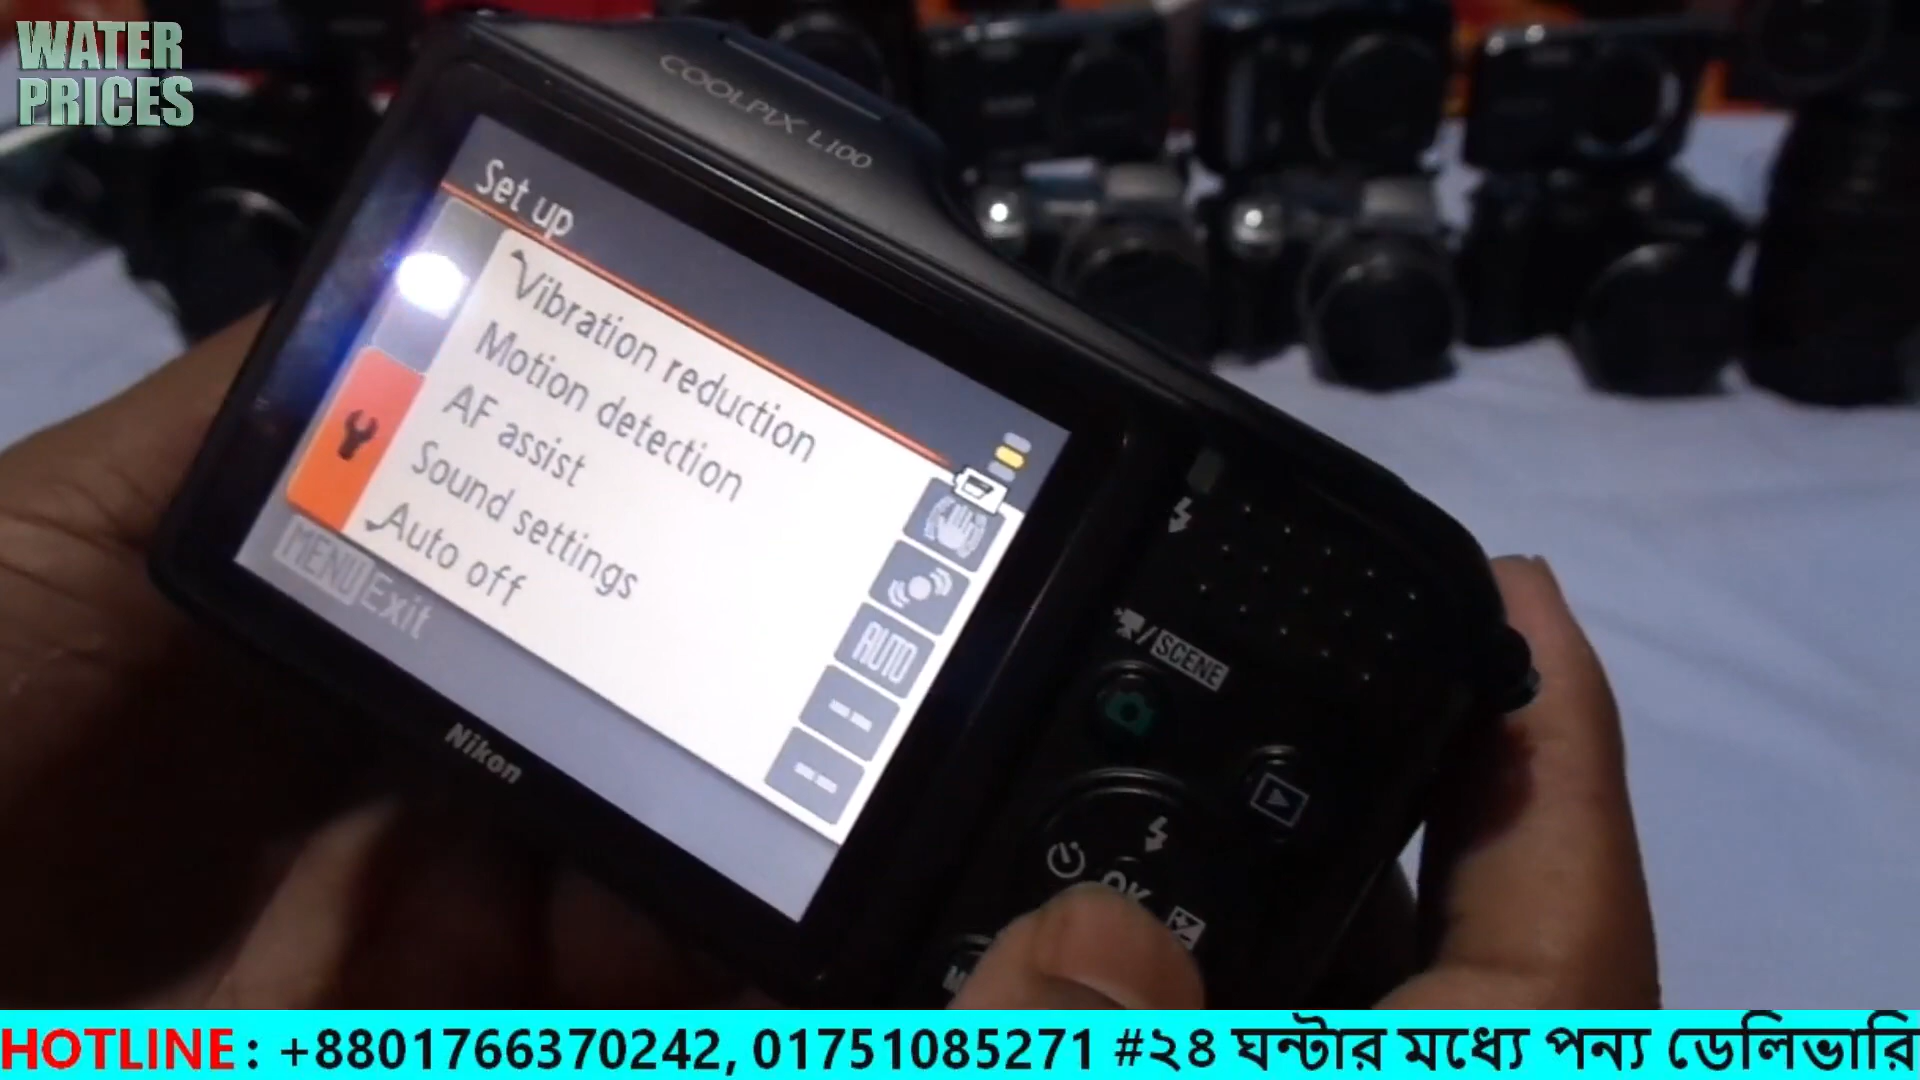 WATER
PRICES
COOLPIX L100
Set up
Vibration reduction
Motion detection
AF assist
AUTO
Sound settings
--
Auto off
--
MENU Exit
Nikon
/SCENE
OK
HOTLINE: +8801766370242, 01751085271 #২৪ ঘন্টার মধ্যে পন্য ডেলিভারি